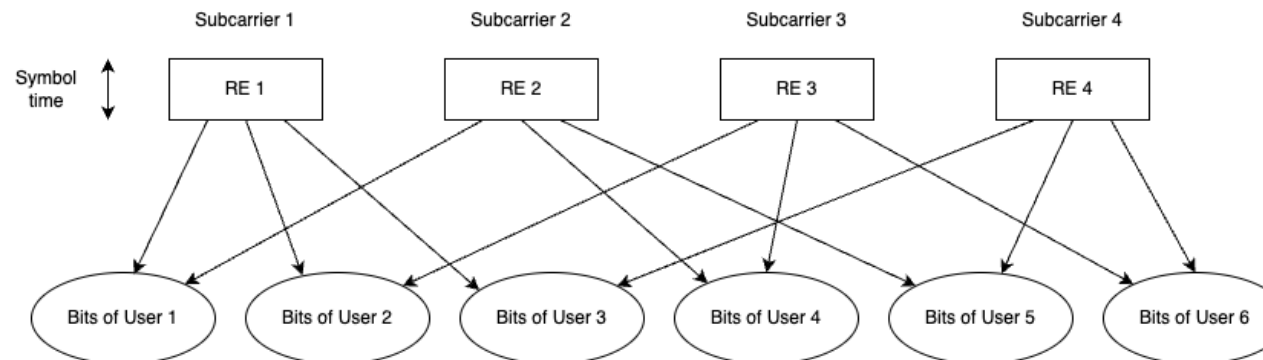 Subcarrier 1
Subcarrier 2
Subcarrier 3
Subcarrier 4
Symbol
time
RE 1
RE 2
RE 3
RE 4
Bits of User 1
Bits of User 2
Bits of User 3
Bits of User 4
Bits of User 5
Bits of User 6